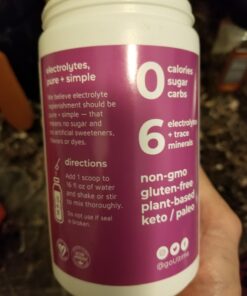 electrolytes,
pure + simple
We believe electrolyte
replenishment should be
pure + simple — that
means no sugar and
no artificial sweeteners,
flavors or dyes.
directions
Add 1 scoop to
16 fl oz of water
and shake or stir
to mix thoroughly.
Do not use if seal
is broken.
0 calories
sugar
carbs
6 electrolytes
+ trace
minerals
non-gmo
gluten-free
plant-based
keto / paleo
@goUltima